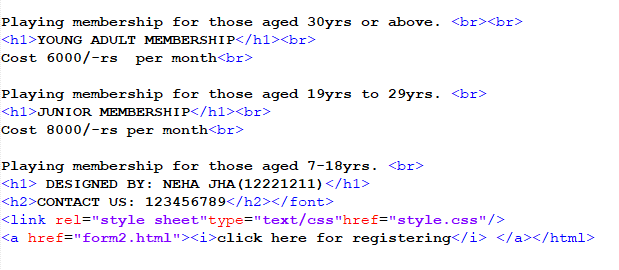 Playing membership for those aged 30yrs or above. <br><br>
<h1>YOUNG ADULT MEMBERSHIP</h1><br>
Cost 6000/-rs  per month<br>
Playing membership for those aged 19yrs to 29yrs. <br>
<h1>JUNIOR MEMBERSHIP</h1><br>
Cost 8000/-rs per month<br>
Playing membership for those aged 7-18yrs. <br>
<h1> DESIGNED BY: NEHA JHA(12221211)</h1>
<h2>CONTACT US: 123456789</h2></font>
<link rel="style sheet"type="text/css"href="style.css"/>
<a href="form2.html"><i>click here for registering</i> </a></html>